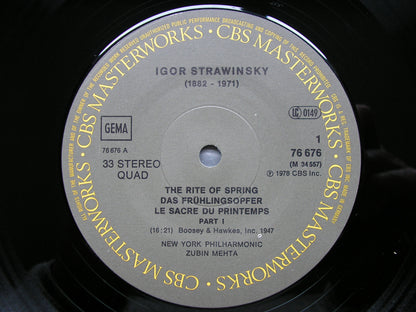 CBS MASTERWORKS · CBS MASTERWORKS · CBS MASTERWORKS ·
IGOR STRAWINSKY
(1882 - 1971)
GEMA
LC 0149
76 676 A
1
33 STEREO
QUAD
76 676
(M 34557)
℗ 1978 CBS Inc.
THE RITE OF SPRING
DAS FRÜHLINGSOPFER
LE SACRE DU PRINTEMPS
PART I
(16:21) Boosey & Hawkes, Inc. 1947
NEW YORK PHILHARMONIC
ZUBIN MEHTA